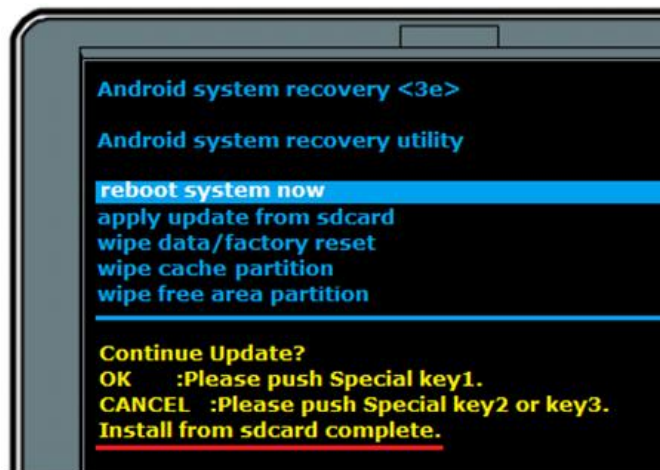 Android system recovery <3e>
Android system recovery utility
reboot system now
apply update from sdcard
wipe data/factory reset
wipe cache partition
wipe free area partition
Continue Update?
OK :Please push Special key1.
CANCEL :Please push Special key2 or key3.
Install from sdcard complete.